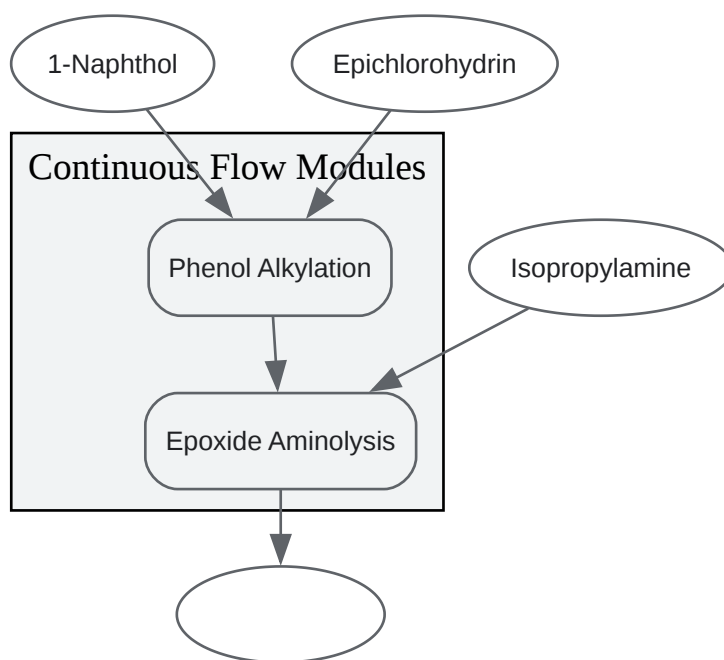 1-Naphthol
Epichlorohydrin
Continuous Flow Modules
Phenol Alkylation
Isopropylamine
Epoxide Aminolysis